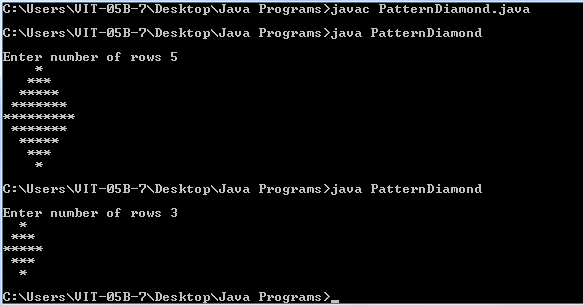 C:\Users\VIT-05B-7\Desktop\Java Programs>javac PatternDiamond.java
C:\Users\VIT-05B-7\Desktop\Java Programs>java PatternDiamond
Enter number of rows 5
    *
   ***
  *****
 *******
*********
 *******
  *****
   ***
    *
C:\Users\VIT-05B-7\Desktop\Java Programs>java PatternDiamond
Enter number of rows 3
  *
 ***
*****
 ***
  *
C:\Users\VIT-05B-7\Desktop\Java Programs>_